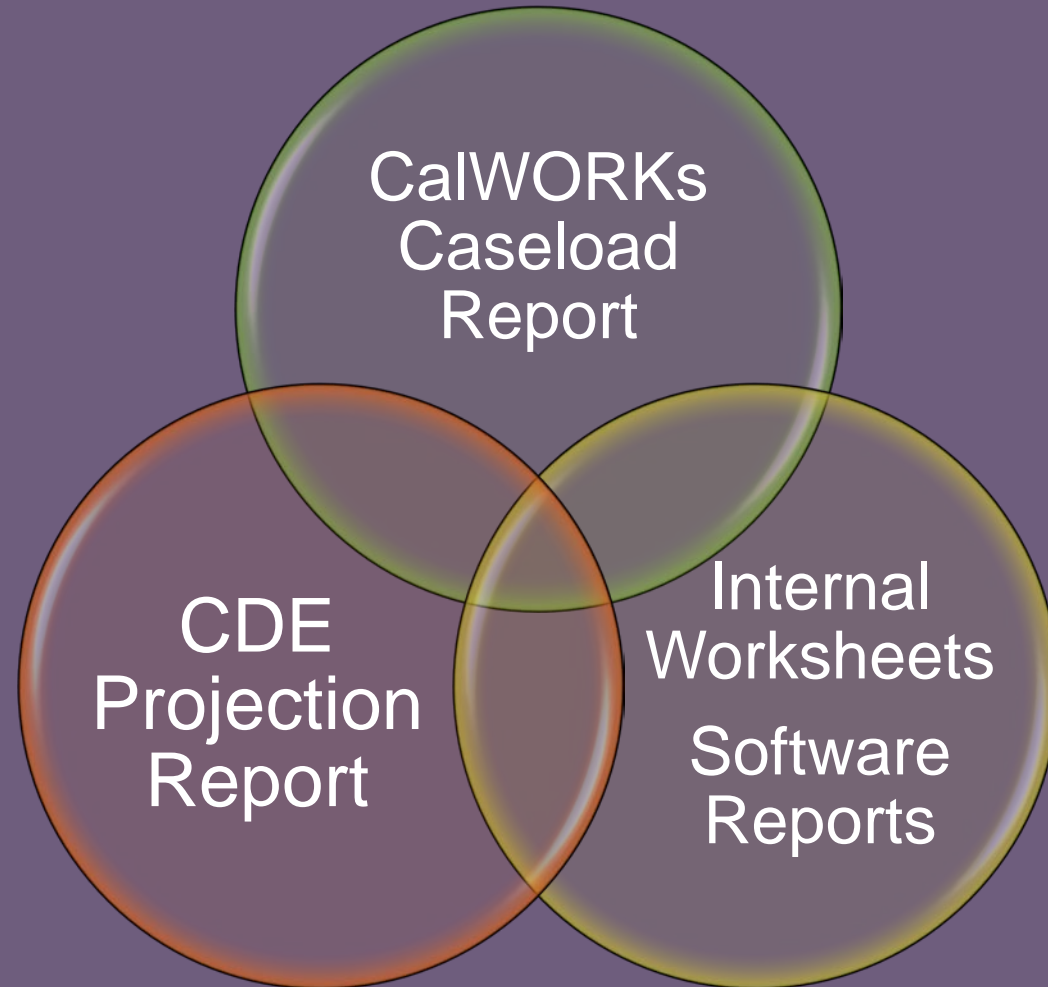 CalWORKs
Caseload
Report
CDE
Projection
Report
Internal
Worksheets
Software
Reports